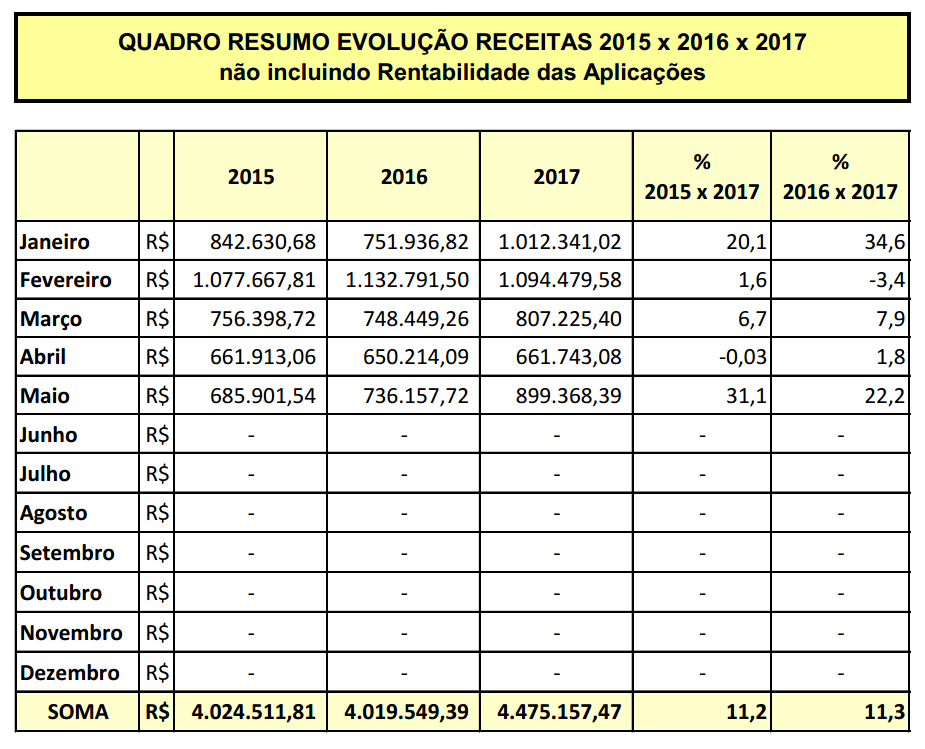 QUADRO RESUMO EVOLUÇÃO RECEITAS 2015 x 2016 x 2017
não incluindo Rentabilidade das Aplicações
2015 2016 2017 % 2015 x 2017 % 2016 x 2017
Janeiro R$ 842.630,68 751.936,82 1.012.341,02 20,1 34,6
Fevereiro R$ 1.077.667,81 1.132.791,50 1.094.479,58 1,6 -3,4
Março R$ 756.398,72 748.449,26 807.225,40 6,7 7,9
Abril R$ 661.913,06 650.214,09 661.743,08 -0,03 1,8
Maio R$ 685.901,54 736.157,72 899.368,39 31,1 22,2
Junho R$ - - - - -
Julho R$ - - - - -
Agosto R$ - - - - -
Setembro R$ - - - - -
Outubro R$ - - - - -
Novembro R$ - - - - -
Dezembro R$ - - - - -
SOMA R$ 4.024.511,81 4.019.549,39 4.475.157,47 11,2 11,3